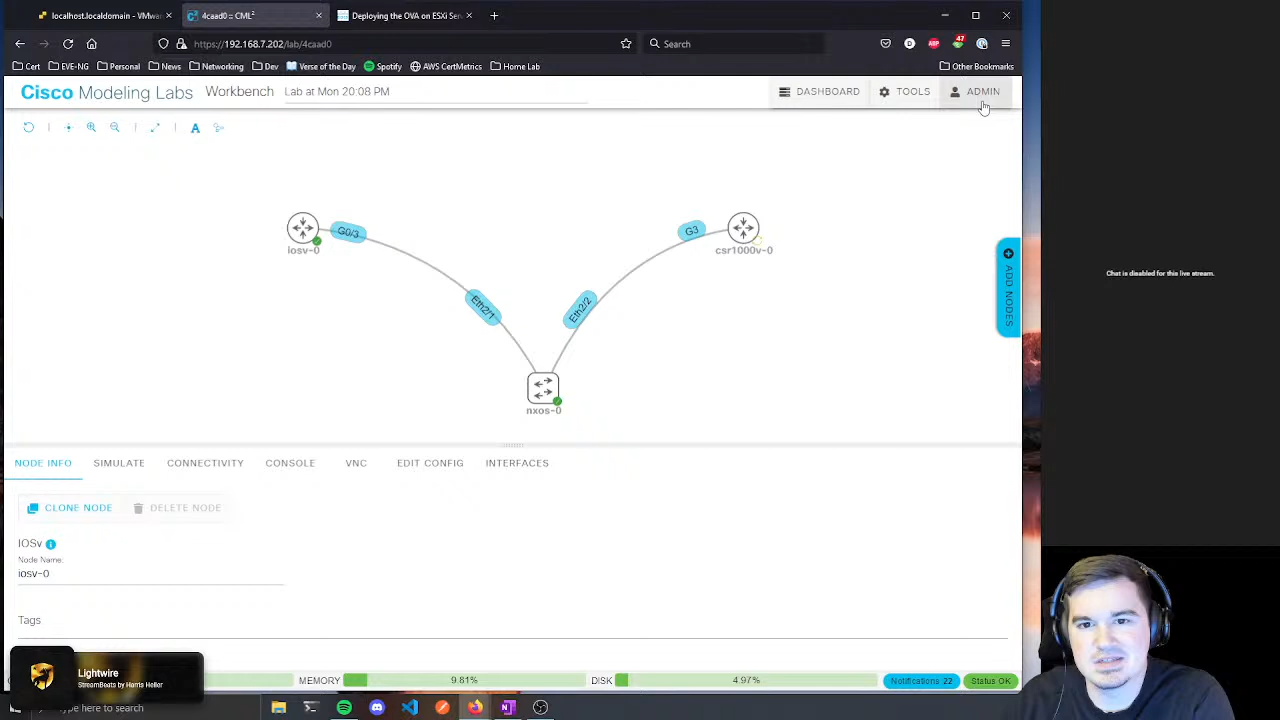 localhost.localdomain - VMwa
4caad0 :: CML²
Deploying the OVA on ESXi Ser
https://192.168.7.202/lab/4caad0
Search
47
Cert
EVE-NG
Personal
News
Networking
Dev
Verse of the Day
Spotify
AWS CertMetrics
Home Lab
Other Bookmarks
Cisco Modeling Labs
Workbench
Lab at Mon 20:08 PM
DASHBOARD
TOOLS
ADMIN
A
G0/3
iosv-0
G3
csr1000v-0
Eth2/1
Eth2/2
nxos-0
ADD NODES
Chat is disabled for this live stream.
NODE INFO
SIMULATE
CONNECTIVITY
CONSOLE
VNC
EDIT CONFIG
INTERFACES
CLONE NODE
DELETE NODE
IOSv
Node Name:
iosv-0
Tags
Lightwire
StreamBeats by Harris Heller
MEMORY
9.81%
DISK
4.97%
Notifications 22
Status OK
here to search